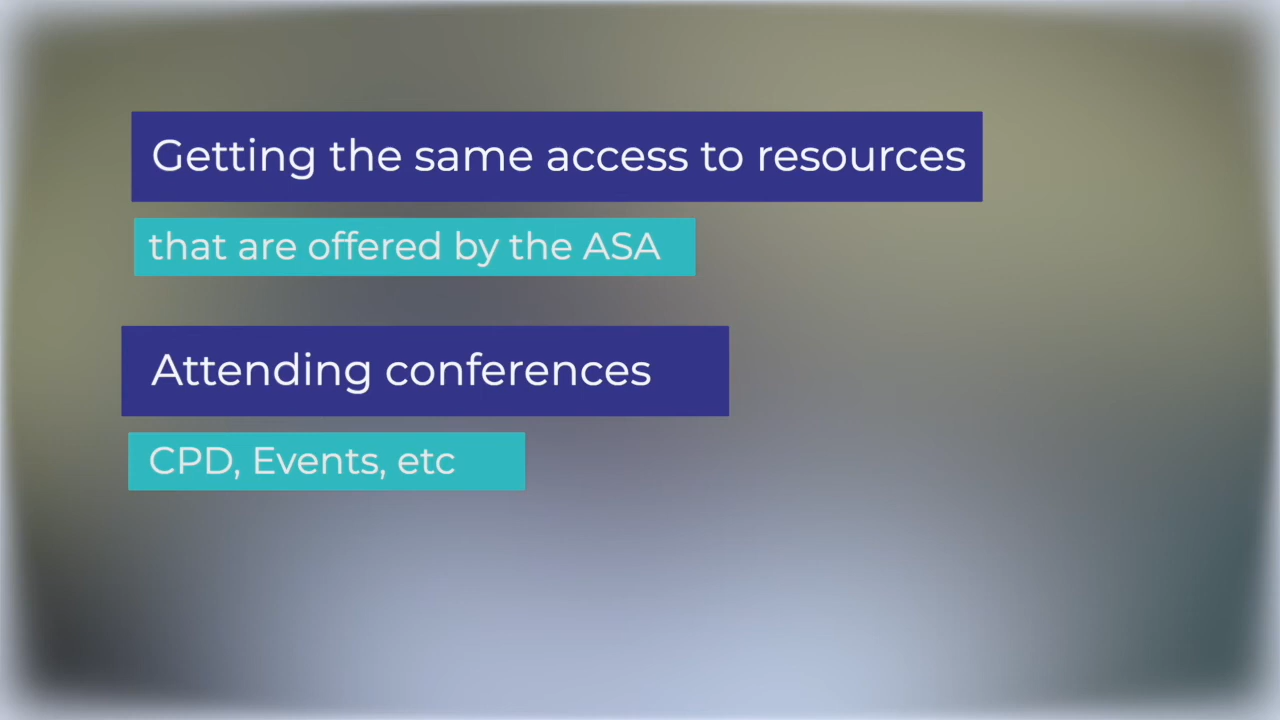 Getting the same access to resources
that are offered by the ASA
Attending conferences
CPD, Events, etc